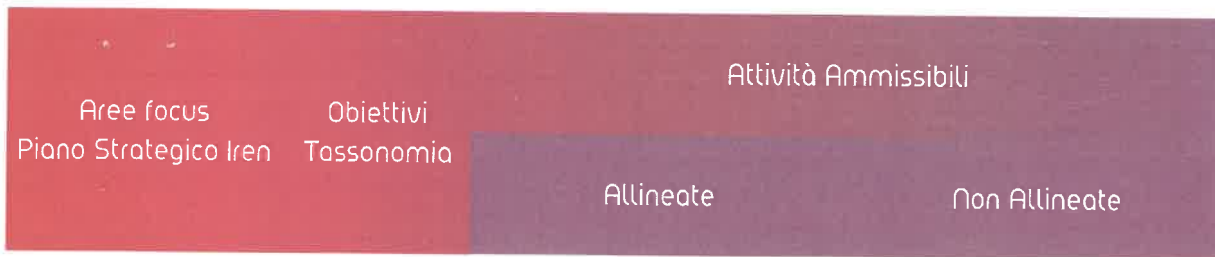 Aree focus
Piano Strategico Iren
Obiettivi
Tassonomia
Attività Ammissibili
Allineate
Non Allineate